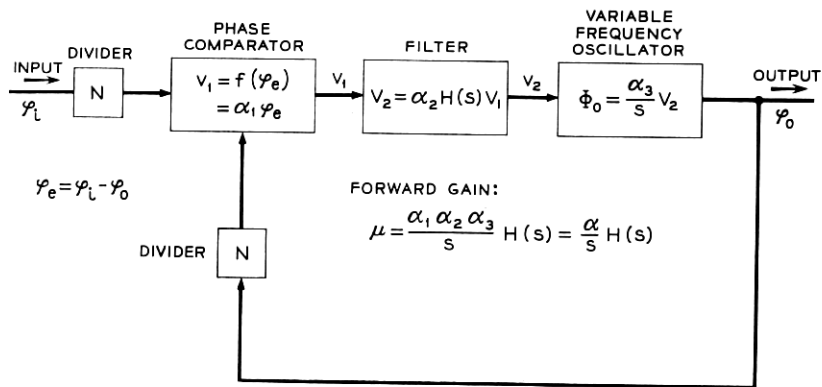 INPUT
φi
DIVIDER
N
PHASE
COMPARATOR
V1 = f(φe)
= α1 φe
V1
FILTER
V2 = α2 H(S) V1
V2
VARIABLE
FREQUENCY
OSCILLATOR
Φ0 = α3/S V2
OUTPUT
φ0
φe = φi - φ0
DIVIDER
N
FORWARD GAIN:
μ = α1 α2 α3/S H(S) = α/S H(S)